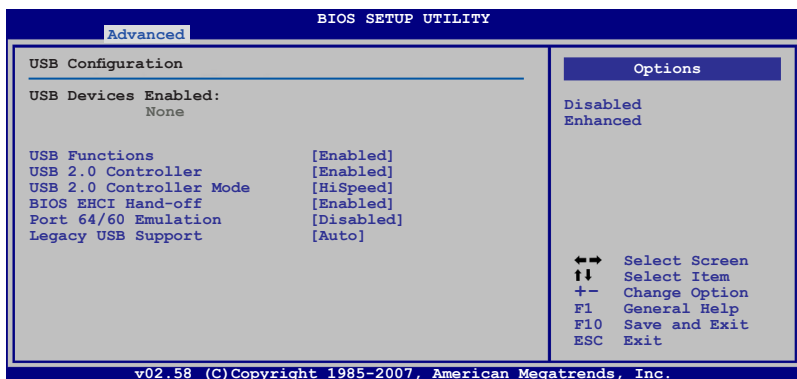 BIOS SETUP UTILITY
Advanced
USB Configuration
USB Devices Enabled:
None
USB Functions [Enabled]
USB 2.0 Controller [Enabled]
USB 2.0 Controller Mode [HiSpeed]
BIOS EHCI Hand-off [Enabled]
Port 64/60 Emulation [Disabled]
Legacy USB Support [Auto]
Options
Disabled
Enhanced
←→ Select Screen
↑↓ Select Item
+- Change Option
F1 General Help
F10 Save and Exit
ESC Exit
v02.58 (C)Copyright 1985-2007, American Megatrends, Inc.